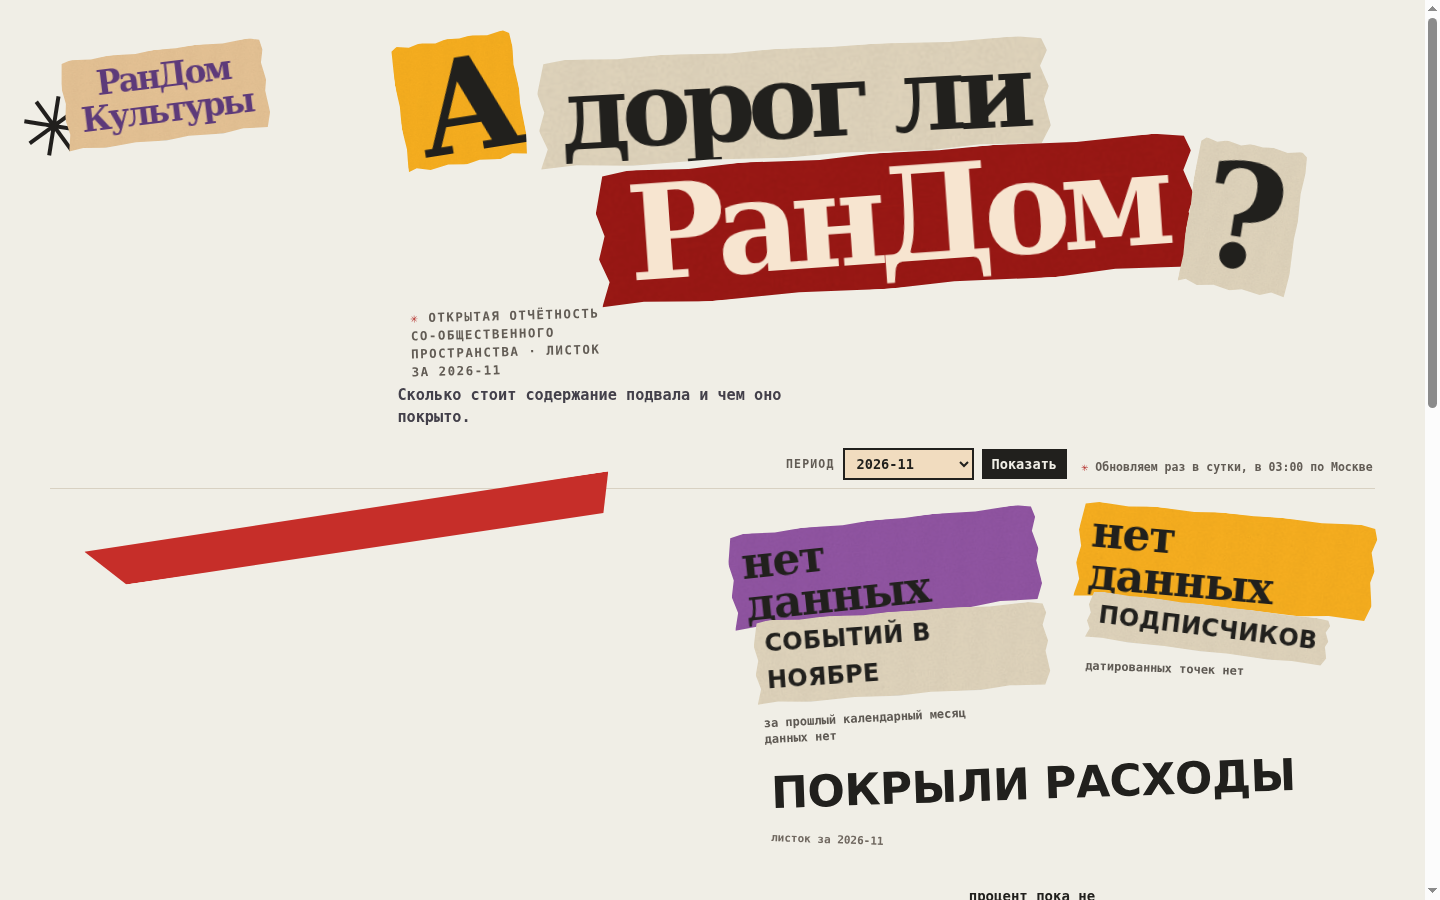 РанДом
Культуры
А дорог ли
РанДом?
✳ ОТКРЫТАЯ ОТЧЁТНОСТЬ
СО-ОБЩЕСТВЕННОГО
ПРОСТРАНСТВА · ЛИСТОК
ЗА 2026-11
Сколько стоит содержание подвала и чем оно
покрыто.
ПЕРИОД 2026-11 Показать ✳ Обновляем раз в сутки, в 03:00 по Москве
нет
данных
СОБЫТИЙ В
НОЯБРЕ
за прошлый календарный месяц
данных нет
нет
данных
ПОДПИСЧИКОВ
датированных точек нет
ПОКРЫЛИ РАСХОДЫ
листок за 2026-11
процент пока не